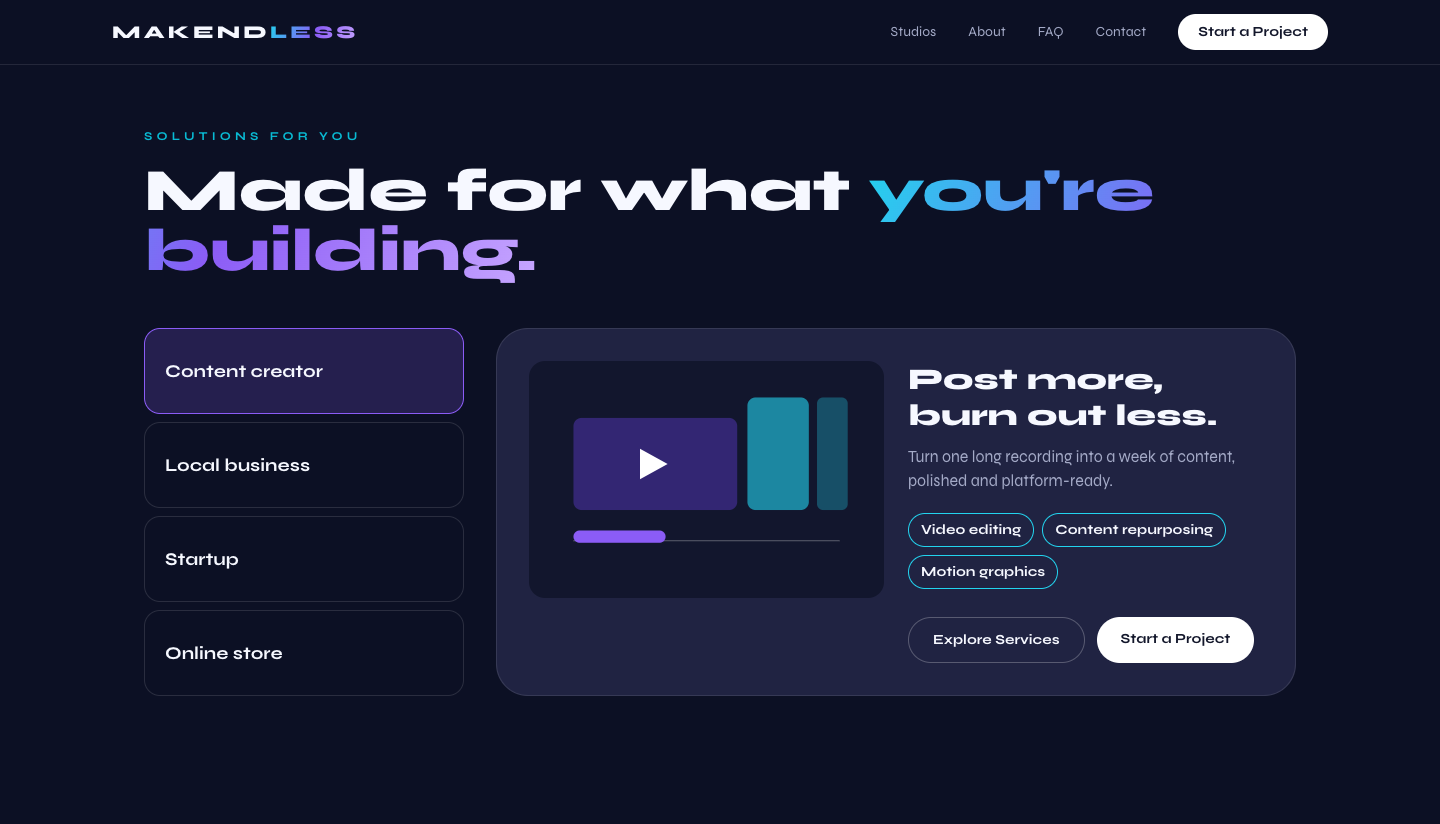 MAKENDLESS
Studios
About
FAQ
Contact
Start a Project
SOLUTIONS FOR YOU
Made for what you're
building.
Content creator
Local business
Startup
Online store
Post more,
burn out less.
Turn one long recording into a week of content,
polished and platform-ready.
Video editing
Content repurposing
Motion graphics
Explore Services
Start a Project